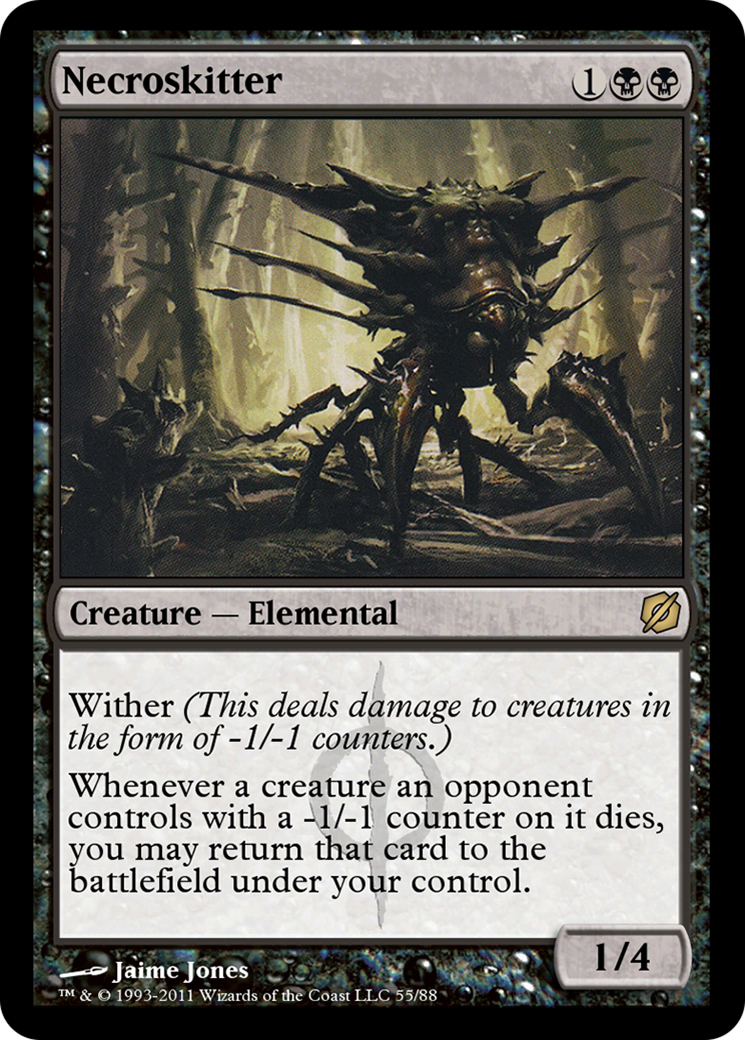 Necroskitter 1
Creature — Elemental
Wither (This deals damage to creatures in
the form of -1/-1 counters.)
Whenever a creature an opponent
controls with a -1/-1 counter on it dies,
you may return that card to the
battlefield under your control.
1/4
Jaime Jones
™ & © 1993-2011 Wizards of the Coast LLC 55/88